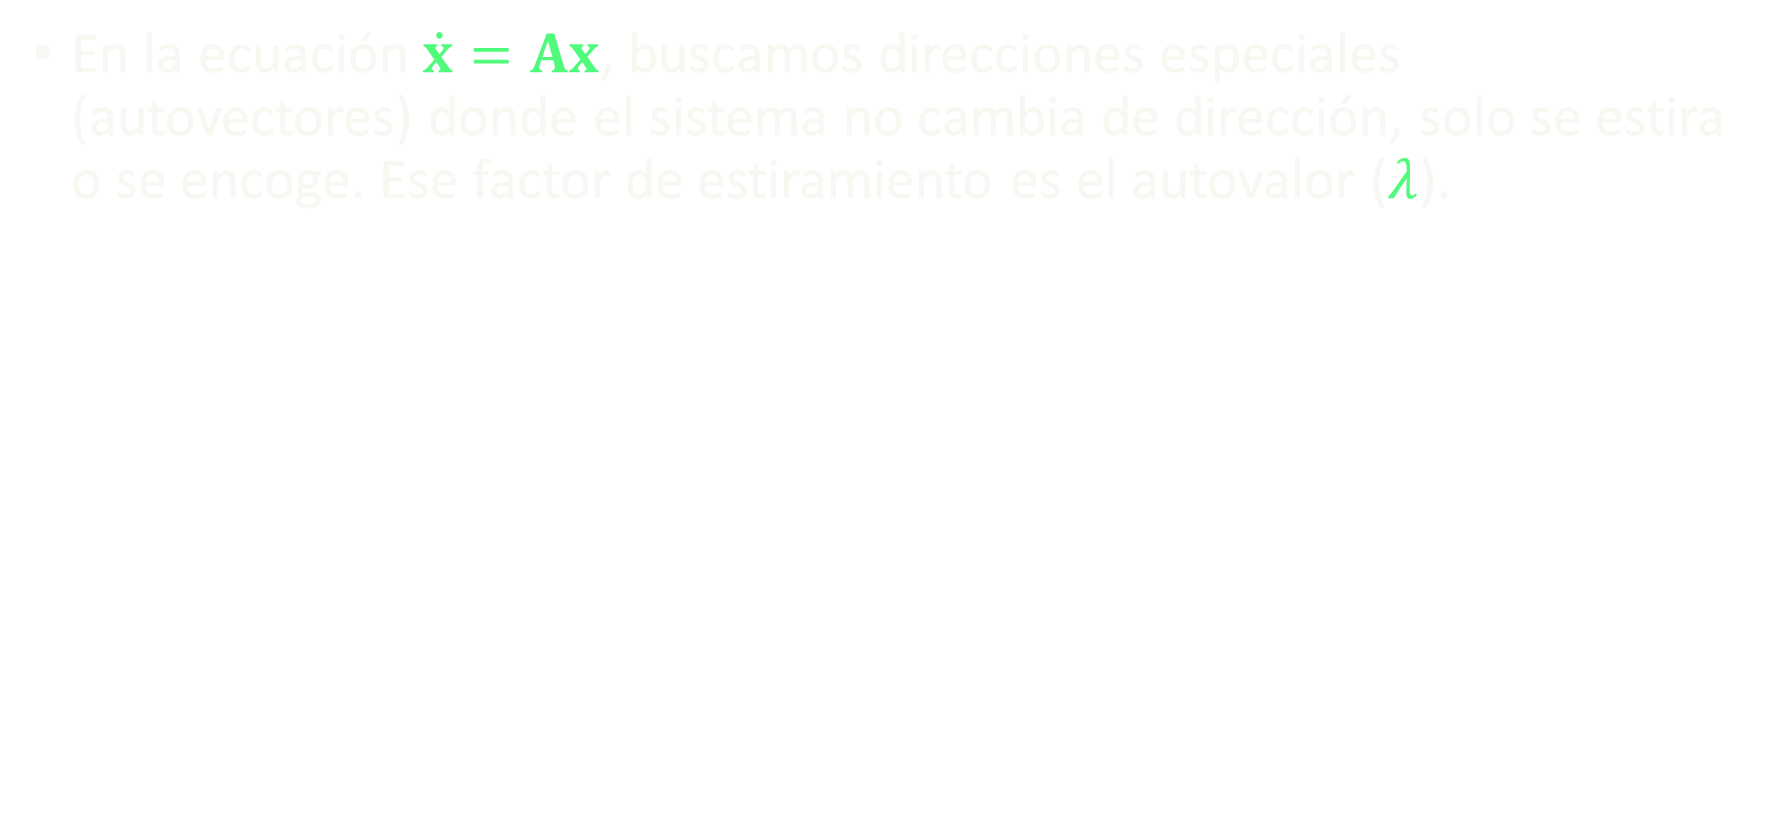 • En la ecuación ẋ = Ax, buscamos direcciones especiales
(autovectores) donde el sistema no cambia de dirección, solo se estira
o se encoge. Ese factor de estiramiento es el autovalor (λ).